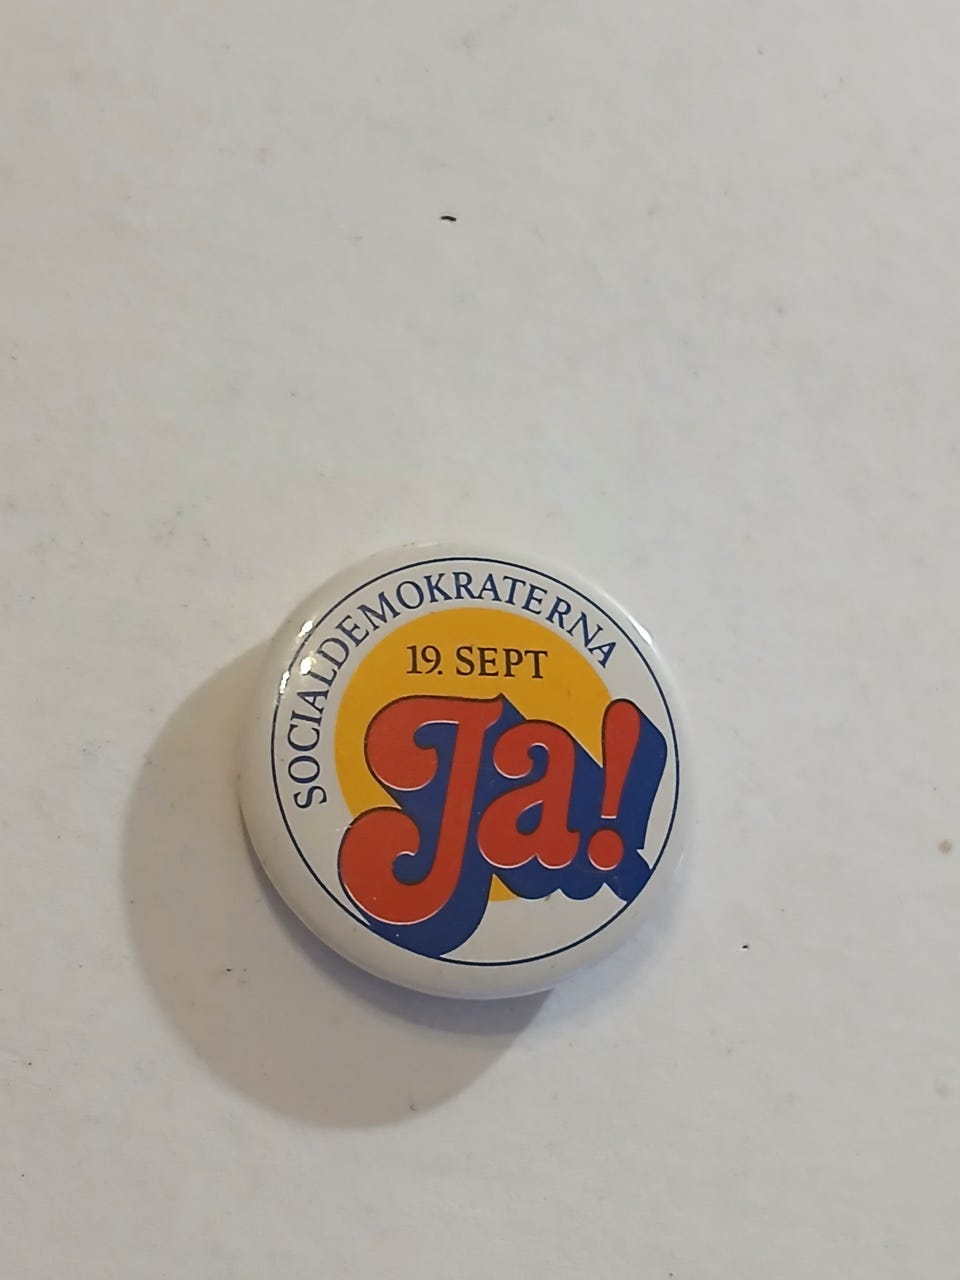 SOCIALDEMOKRATERNA
19. SEPT
Ja!